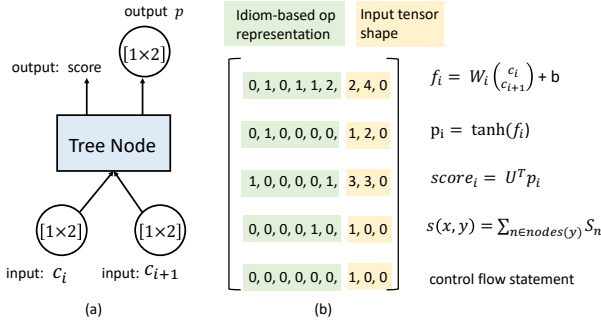 output p
[1×2]
output: score
Tree Node
[1×2]
[1×2]
input: c_i
input: c_{i+1}
(a)
Idiom-based op
representation
Input tensor
shape
0, 1, 0, 1, 1, 2, 2, 4, 0
0, 1, 0, 0, 0, 0, 1, 2, 0
1, 0, 0, 0, 0, 1, 3, 3, 0
0, 0, 0, 0, 1, 0, 1, 0, 0
0, 0, 0, 0, 0, 0, 1, 0, 0
(b)
f_i = W_i (c_i c_{i+1}) + b
p_i = tanh(f_i)
score_i = U^T p_i
s(x, y) = ∑_{n∈nodes(y)} S_n
control flow statement